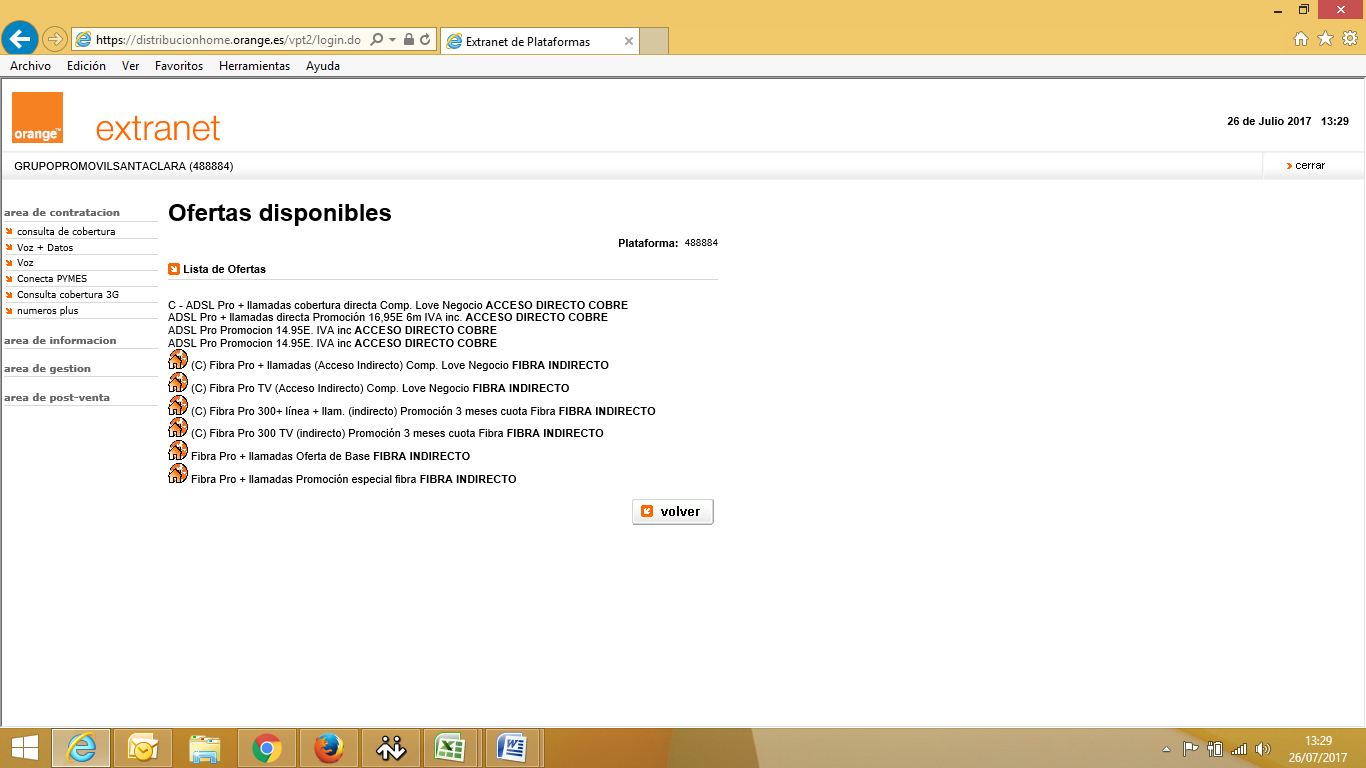 https://distribucionhome.orange.es/vpt2/login.do
Extranet de Plataformas
Archivo Edición Ver Favoritos Herramientas Ayuda
orange™
extranet
26 de Julio 2017 13:29
GRUPOPROMOVILSANTACLARA (488884)
cerrar
area de contratacion
consulta de cobertura
Voz + Datos
Voz
Conecta PYMES
Consulta cobertura 3G
numeros plus
area de informacion
area de gestion
area de post-venta
Ofertas disponibles
Plataforma: 488884
Lista de Ofertas
C - ADSL Pro + llamadas cobertura directa Comp. Love Negocio ACCESO DIRECTO COBRE
ADSL Pro + llamadas directa Promoción 16,95E 6m IVA inc. ACCESO DIRECTO COBRE
ADSL Pro Promocion 14.95E. IVA inc ACCESO DIRECTO COBRE
ADSL Pro Promocion 14.95E. IVA inc ACCESO DIRECTO COBRE
(C) Fibra Pro + llamadas (Acceso Indirecto) Comp. Love Negocio FIBRA INDIRECTO
(C) Fibra Pro TV (Acceso Indirecto) Comp. Love Negocio FIBRA INDIRECTO
(C) Fibra Pro 300+ línea + llam. (indirecto) Promoción 3 meses cuota Fibra FIBRA INDIRECTO
(C) Fibra Pro 300 TV (indirecto) Promoción 3 meses cuota Fibra FIBRA INDIRECTO
Fibra Pro + llamadas Oferta de Base FIBRA INDIRECTO
Fibra Pro + llamadas Promoción especial fibra FIBRA INDIRECTO
volver
13:29
26/07/2017